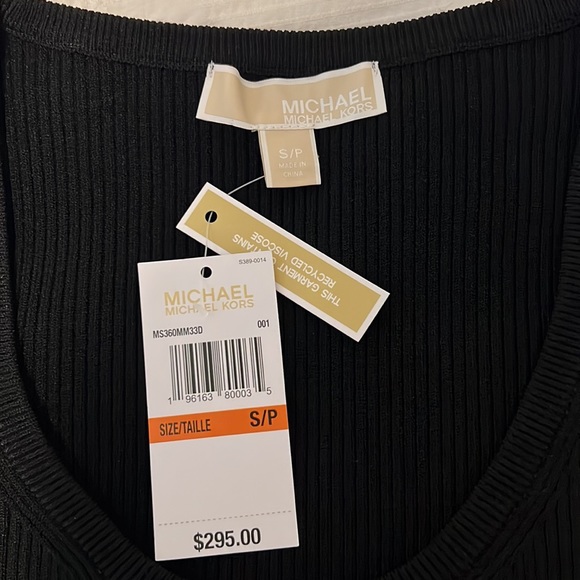 MICHAEL
MICHAEL KORS
S/P
MADE IN
CHINA
THIS GARMENT CONTAINS
RECYCLED VISCOSE
S389-0014
MICHAEL
MICHAEL KORS
MS360MM33D 001
1 96163 80003 5
SIZE/TAILLE S/P
$295.00